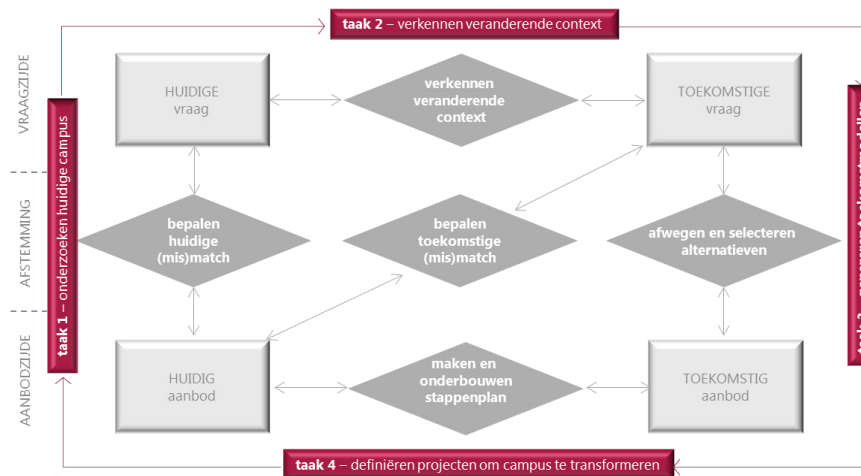 taak 2 – verkennen veranderende context
VRAAGZIJDE
AFSTEMMING
AANBODZIJDE
taak 1 – onderzoeken huidige campus
HUIDIGE
vraag
verkennen
veranderende
context
TOEKOMSTIGE
vraag
bepalen
huidige
(mis)match
bepalen
toekomstige
(mis)match
afwegen en selecteren
alternatieven
HUIDIG
aanbod
maken en
onderbouwen
stappenplan
TOEKOMSTIG
aanbod
taak 4 – definiëren projecten om campus te transformeren